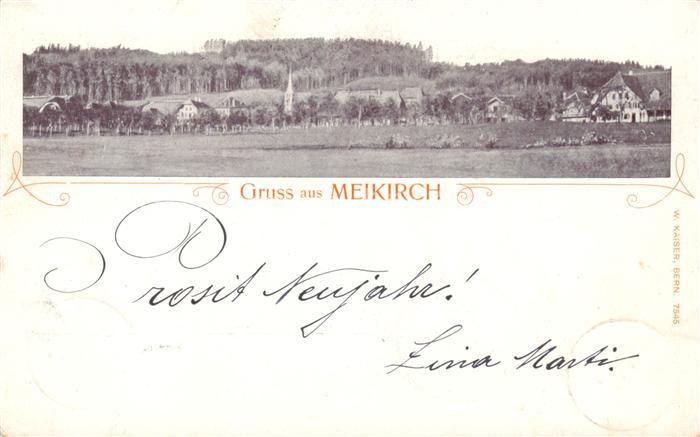 Gruss aus MEIKIRCH
Prosit Neujahr!
Lina Marti.
W. KAISER, BERN. 7545